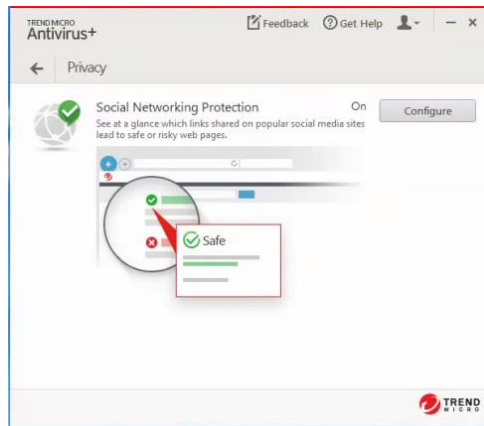 TREND MICRO
Antivirus+
Feedback
Get Help
Privacy
Social Networking Protection
On
Configure
See at a glance which links shared on popular social media sites
lead to safe or risky web pages.
Safe
TREND
MICRO